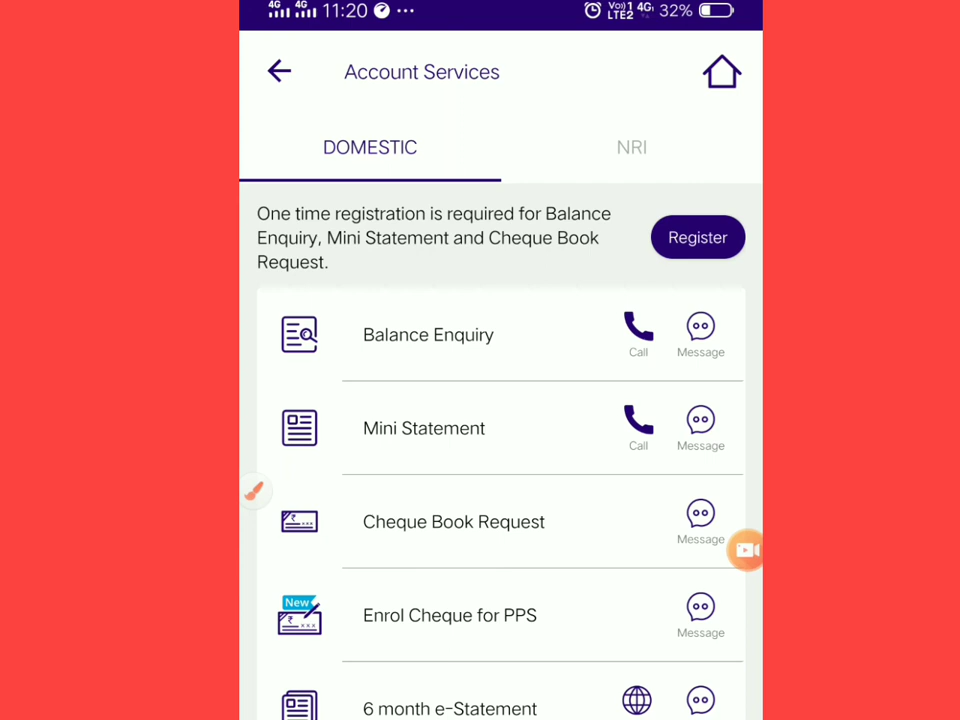 4G 4G 11:20 ••• Vo)) 1 4G 32%
LTE2
Account Services
DOMESTIC NRI
One time registration is required for Balance
Enquiry, Mini Statement and Cheque Book
Request.
Register
Balance Enquiry
Call Message
Mini Statement
Call Message
Cheque Book Request
Message
New
Enrol Cheque for PPS
Message
6 month e-Statement